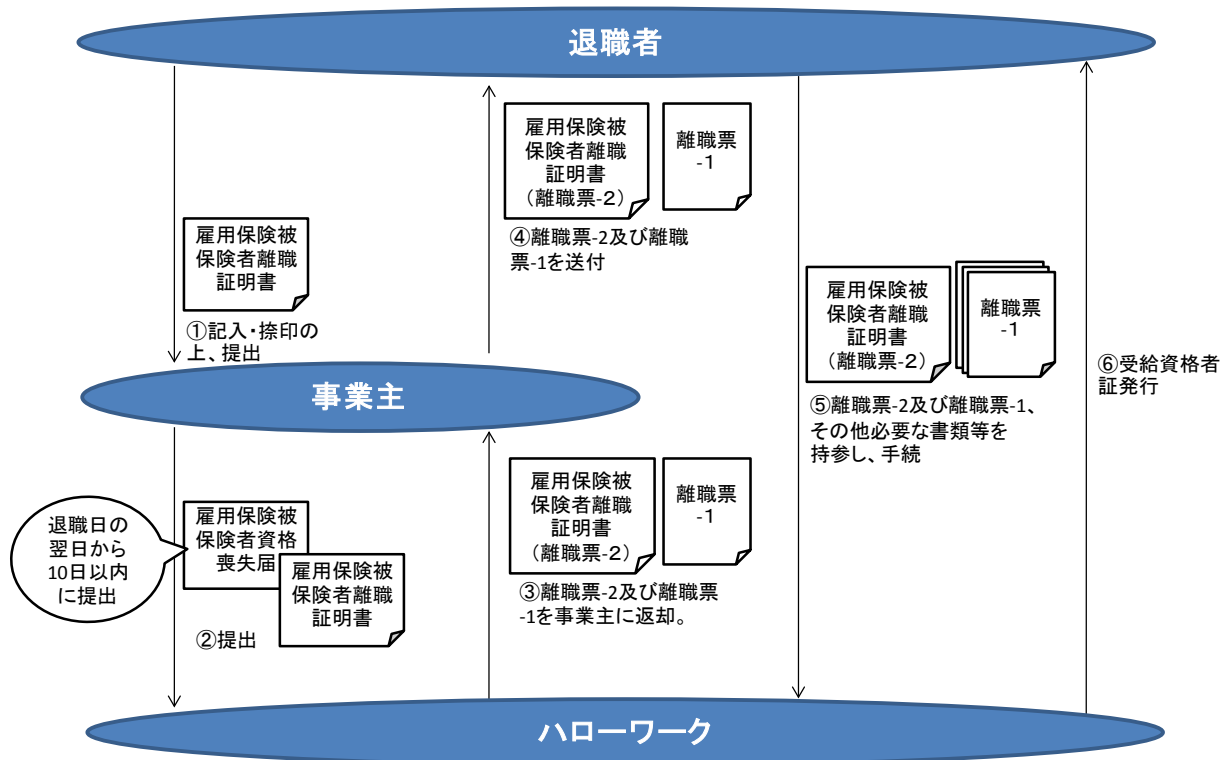 退職者
雇用保険被
保険者離職
証明書
（離職票-２）
離職票
-１
④離職票-2及び離職
票-1を送付
雇用保険被
保険者離職
証明書
①記入・捺印の
上、提出
雇用保険被
保険者離職
証明書
（離職票-２）
離職票
-１
⑤離職票-2及び離職票-1、
その他必要な書類等を
持参し、手続
⑥受給資格者
証発行
事業主
退職日の
翌日から
10日以内
に提出
雇用保険被
保険者資格
喪失届
雇用保険被
保険者離職
証明書
②提出
雇用保険被
保険者離職
証明書
（離職票-２）
離職票
-１
③離職票-2及び離職票
-1を事業主に返却。
ハローワーク